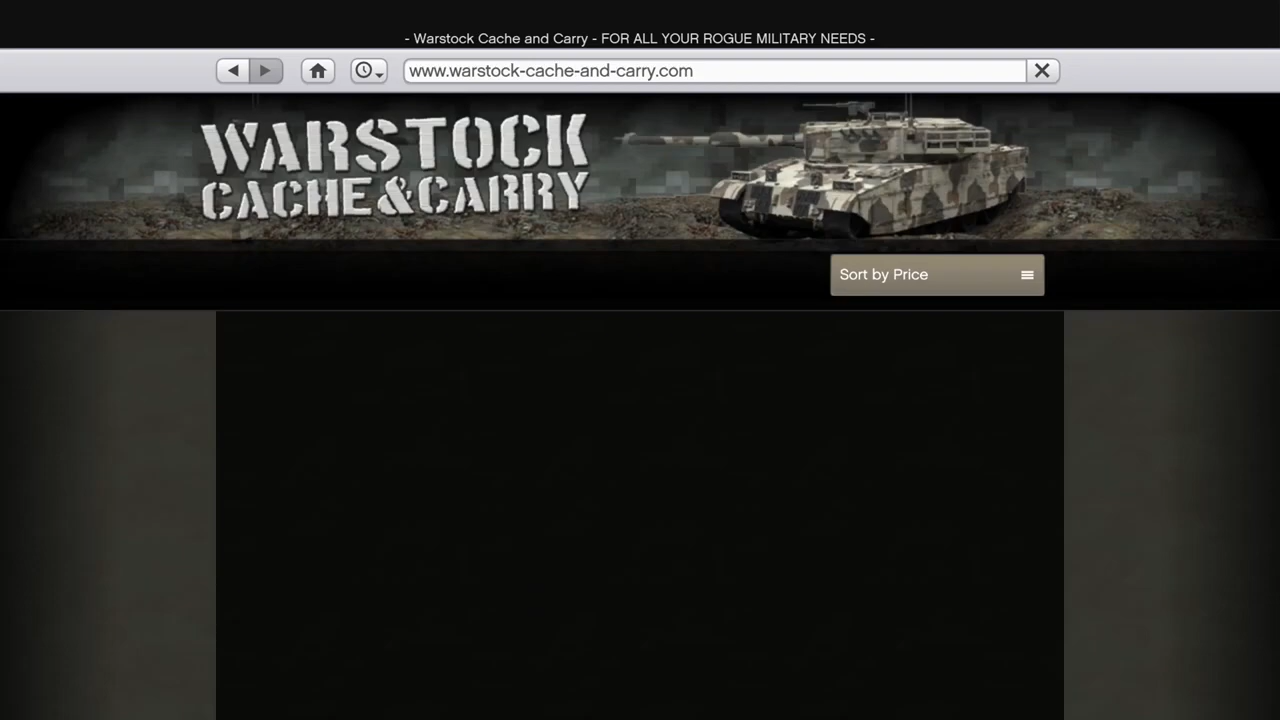 - Warstock Cache and Carry - FOR ALL YOUR ROGUE MILITARY NEEDS -
www.warstock-cache-and-carry.com
WARSTOCK
CACHE&CARRY
Sort by Price